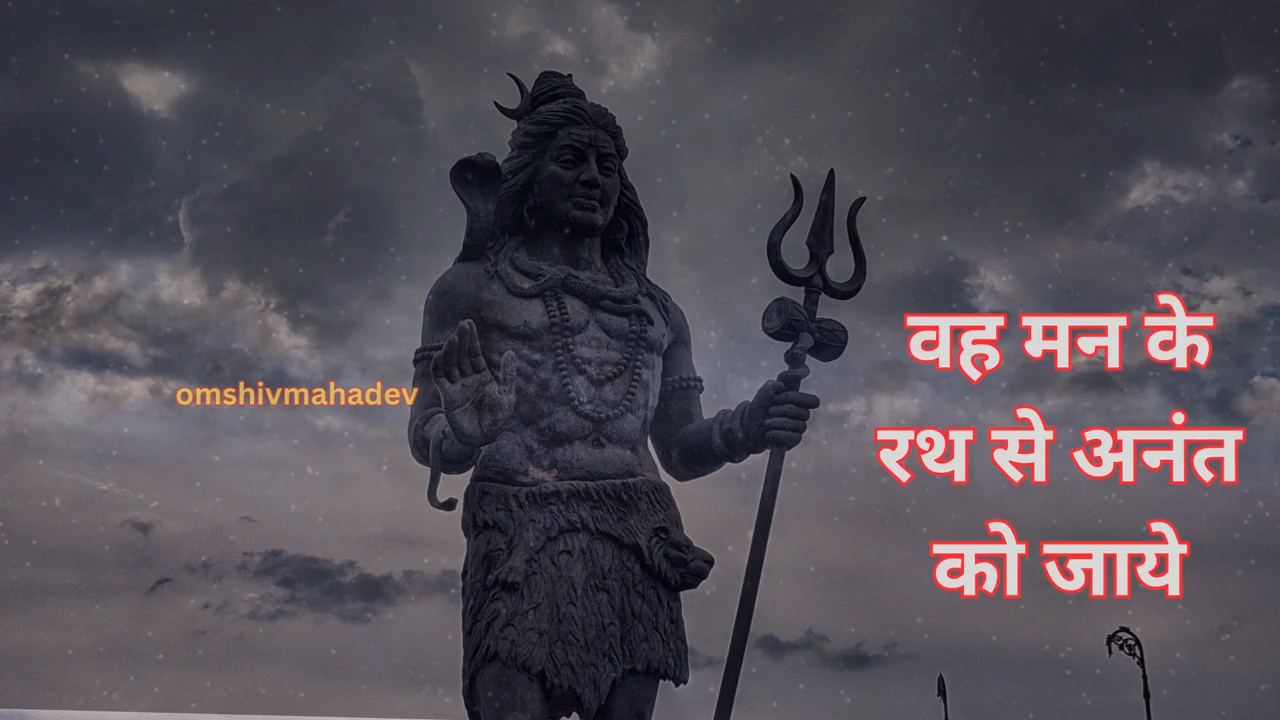 omshivmahadev
वह मन के
रथ से अनंत
को जाये